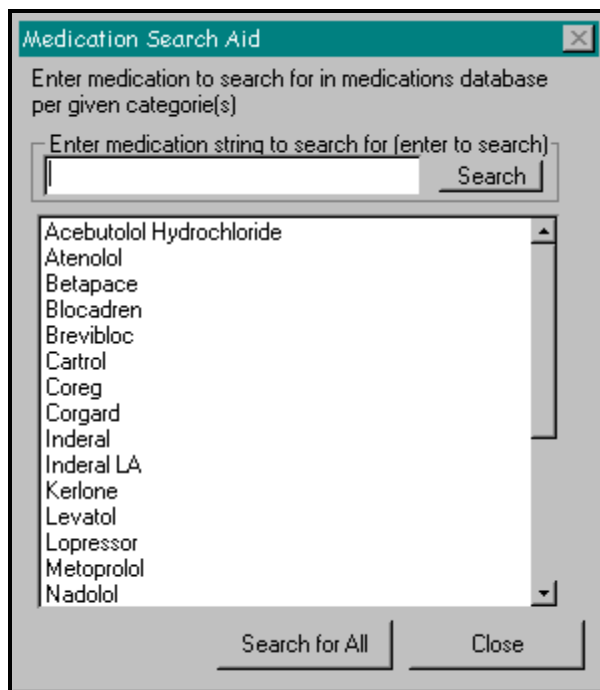 Medication Search Aid
Enter medication to search for in medications database
per given categorie(s)
Enter medication string to search for (enter to search)
Search
Acebutolol Hydrochloride
Atenolol
Betapace
Blocadren
Brevibloc
Cartrol
Coreg
Corgard
Inderal
Inderal LA
Kerlone
Levatol
Lopressor
Metoprolol
Nadolol
Search for All
Close